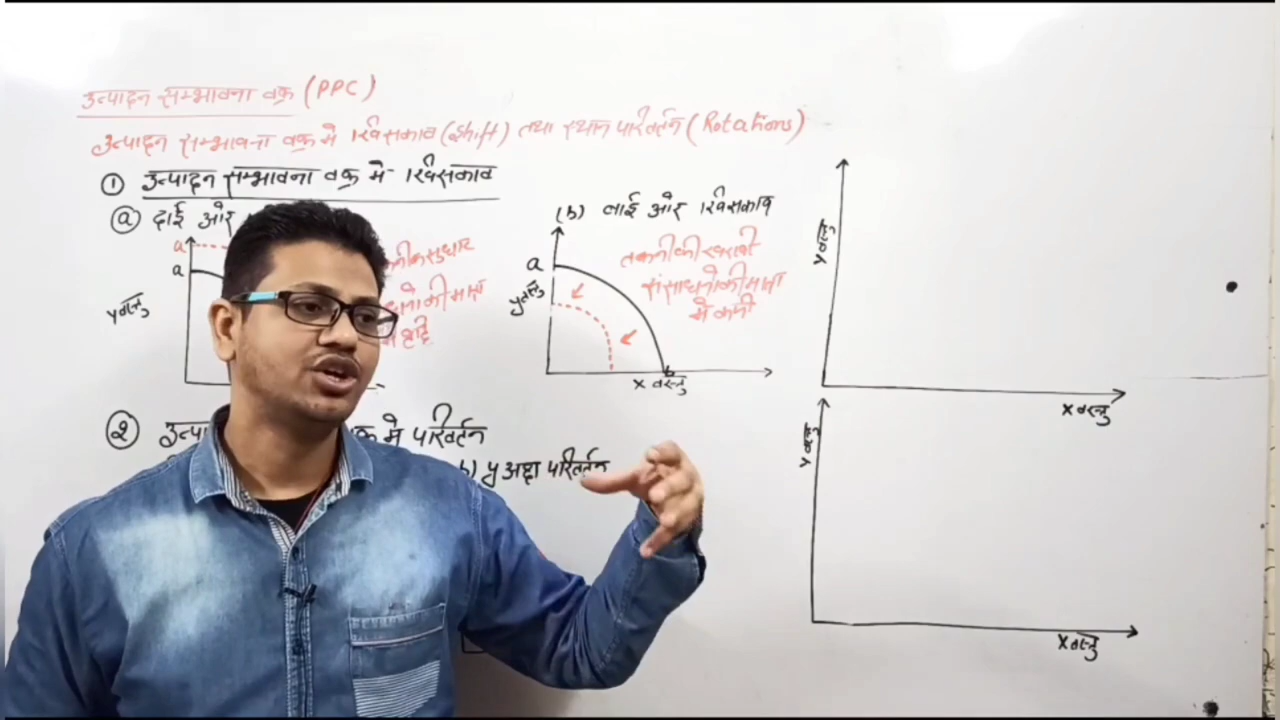 उत्पादन सम्भावना वक्र (PPC)
उत्पादन सम्भावना वक्र मे खिसकाव (Shift) तथा स्थान परिवर्तन (Rotations)
① उत्पादन सम्भावना वक्र मे खिसकाव
ⓐ दाई ओर
a
a
y वस्तु
(b) बाई ओर खिसकाव
a
y वस्तु
तकनीकी खराबी
संसाधनो की मात्रा
मे कमी
b
x वस्तु
② मे परिवर्तन
b) y अक्ष परिवर्तन
y वस्तु
x वस्तु
y वस्तु
x वस्तु